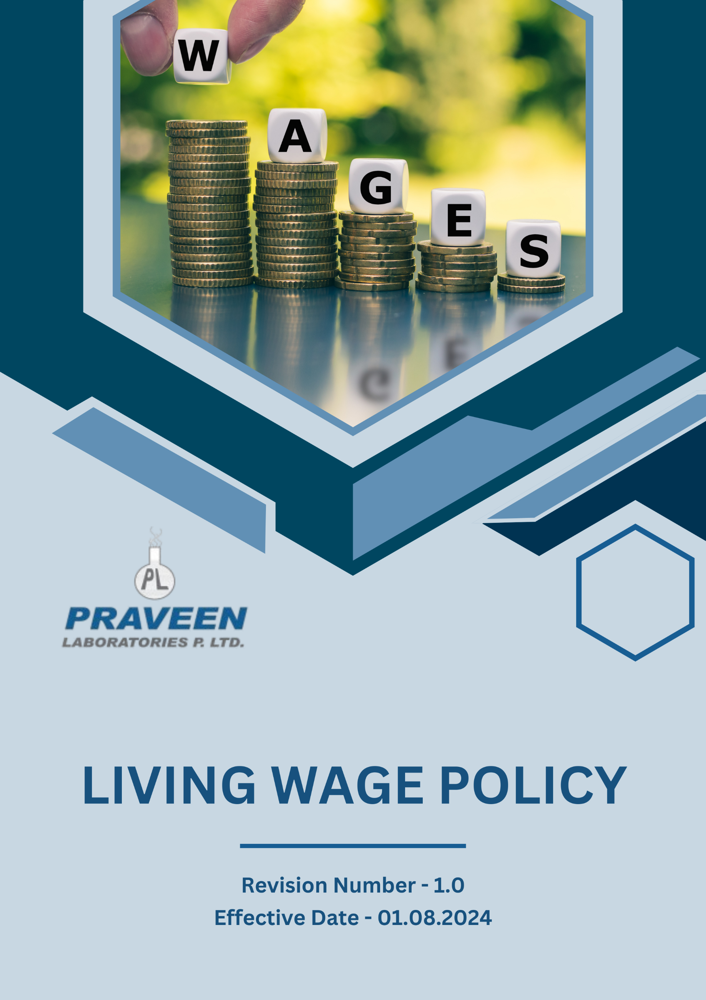 W
A
G
E
S
PL
PRAVEEN
LABORATORIES P. LTD.
LIVING WAGE POLICY
Revision Number - 1.0
Effective Date - 01.08.2024